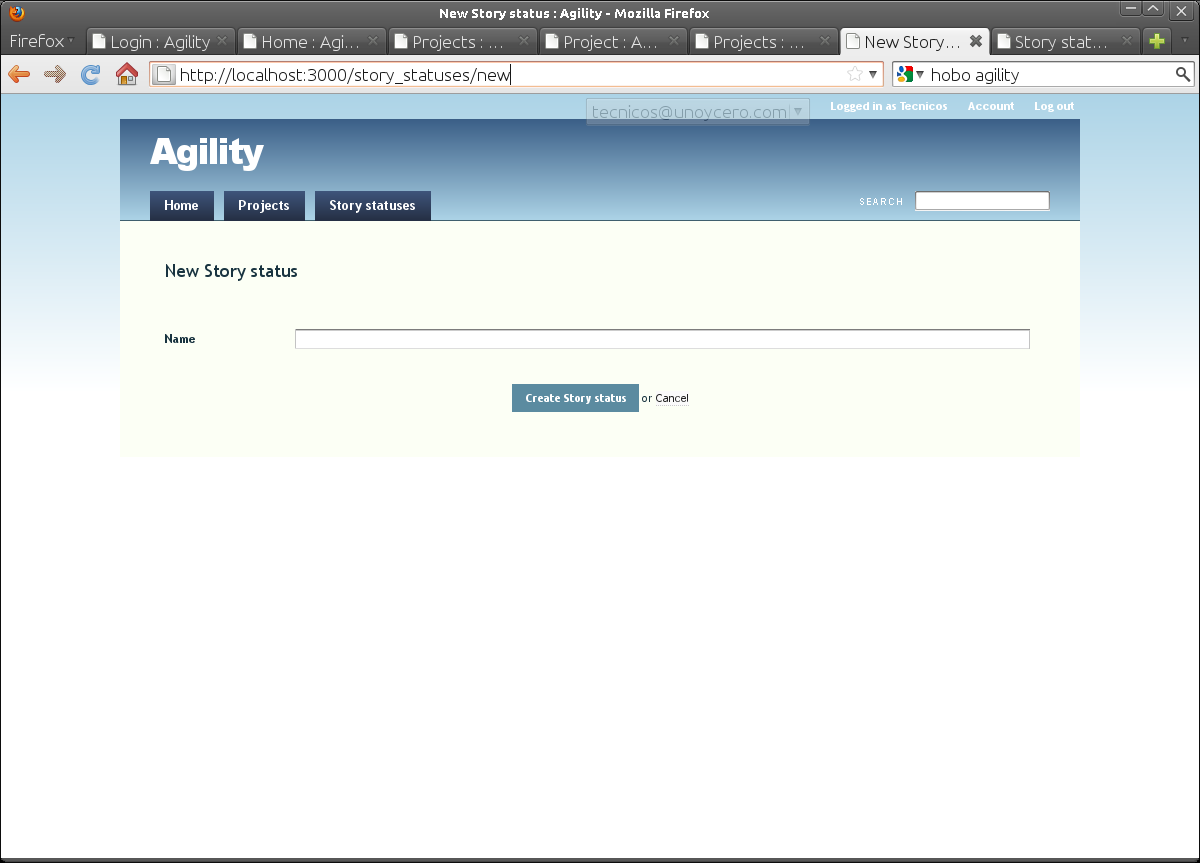 New Story status : Agility - Mozilla Firefox
Firefox Login : Agility Home : Agi... Projects : ... Project : A... Projects : ... New Story... Story stat...
http://localhost:3000/story_statuses/new hobo agility
tecnicos@unoycero.com Logged in as Tecnicos Account Log out
Agility
Home Projects Story statuses SEARCH
New Story status
Name
Create Story status or Cancel